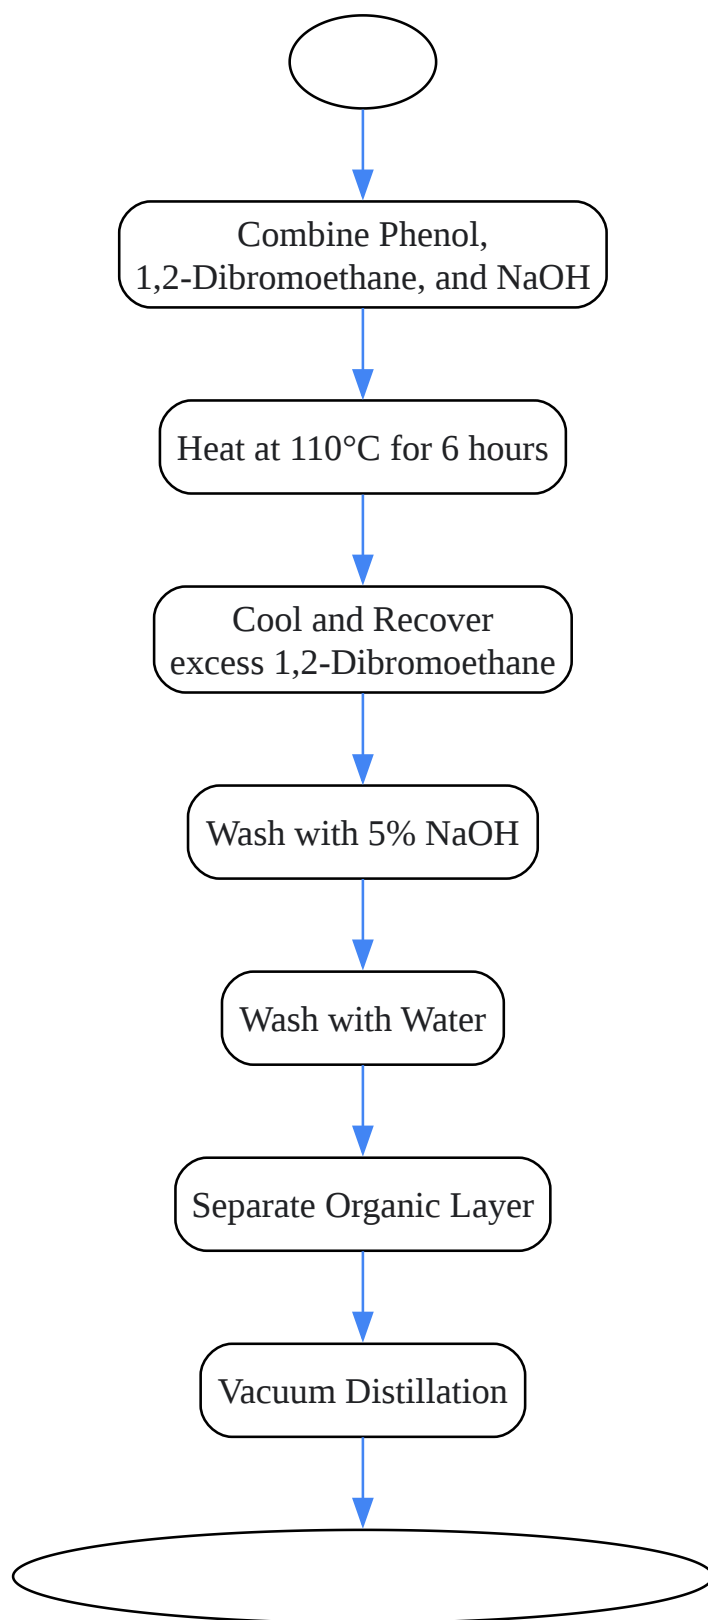 Combine Phenol,
1,2-Dibromoethane, and NaOH
Heat at 110°C for 6 hours
Cool and Recover
excess 1,2-Dibromoethane
Wash with 5% NaOH
Wash with Water
Separate Organic Layer
Vacuum Distillation